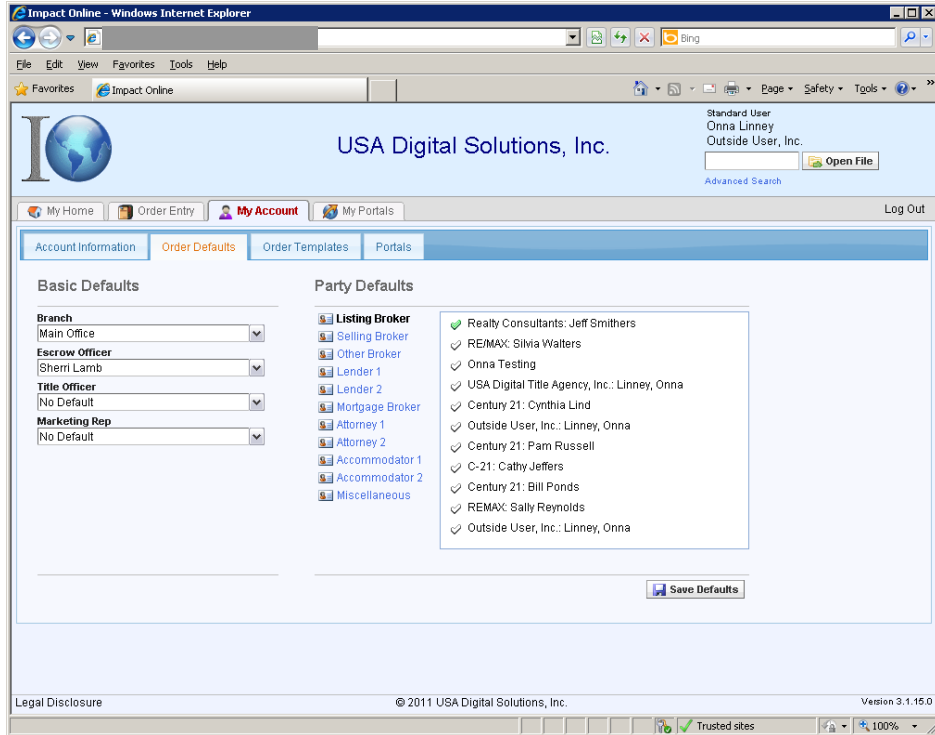 Impact Online - Windows Internet Explorer
Bing
File Edit View Favorites Tools Help
Favorites Impact Online Page Safety Tools
IO USA Digital Solutions, Inc.
Standard User
Onna Linney
Outside User, Inc.
Open File
Advanced Search
My Home Order Entry My Account My Portals Log Out
Account Information Order Defaults Order Templates Portals
Basic Defaults
Branch
Main Office
Escrow Officer
Sherri Lamb
Title Officer
No Default
Marketing Rep
No Default
Party Defaults
Listing Broker
Selling Broker
Other Broker
Lender 1
Lender 2
Mortgage Broker
Attorney 1
Attorney 2
Accommodator 1
Accommodator 2
Miscellaneous
Realty Consultants: Jeff Smithers
RE/MAX: Silvia Walters
Onna Testing
USA Digital Title Agency, Inc.: Linney, Onna
Century 21: Cynthia Lind
Outside User, Inc.: Linney, Onna
Century 21: Pam Russell
C-21: Cathy Jeffers
Century 21: Bill Ponds
REMAX: Sally Reynolds
Outside User, Inc.: Linney, Onna
Save Defaults
Legal Disclosure © 2011 USA Digital Solutions, Inc. Version 3.1.15.0
Trusted sites 100%